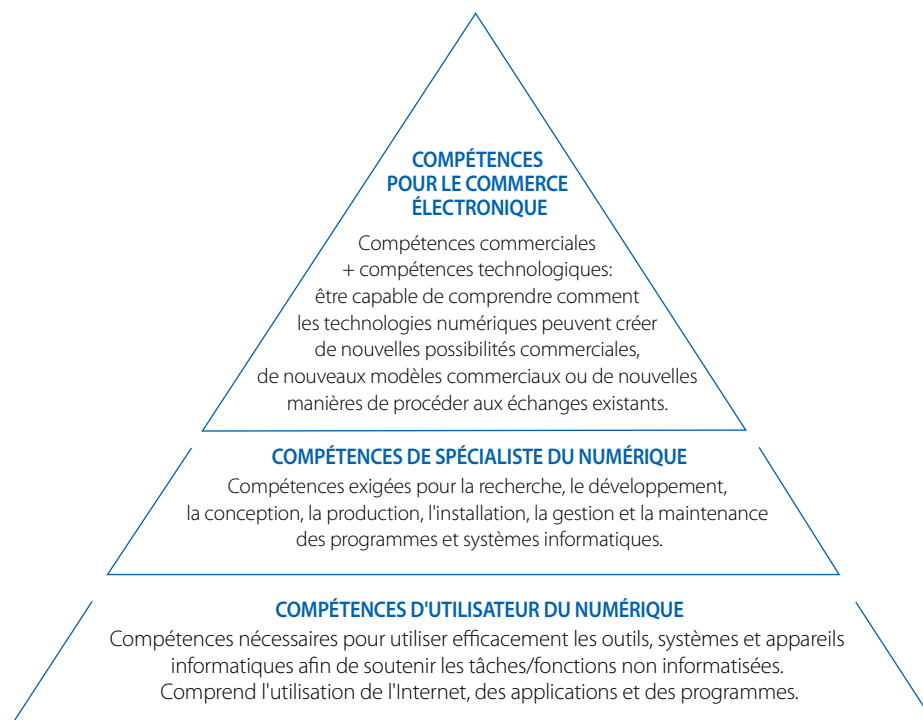 COMPÉTENCES
POUR LE COMMERCE
ÉLECTRONIQUE
Compétences commerciales
+ compétences technologiques:
être capable de comprendre comment
les technologies numériques peuvent créer
de nouvelles possibilités commerciales,
de nouveaux modèles commerciaux ou de nouvelles
manières de procéder aux échanges existants.
COMPÉTENCES DE SPÉCIALISTE DU NUMÉRIQUE
Compétences exigées pour la recherche, le développement,
la conception, la production, l'installation, la gestion et la maintenance
des programmes et systèmes informatiques.
COMPÉTENCES D'UTILISATEUR DU NUMÉRIQUE
Compétences nécessaires pour utiliser efficacement les outils, systèmes et appareils
informatiques afin de soutenir les tâches/fonctions non informatisées.
Comprend l'utilisation de l'Internet, des applications et des programmes.